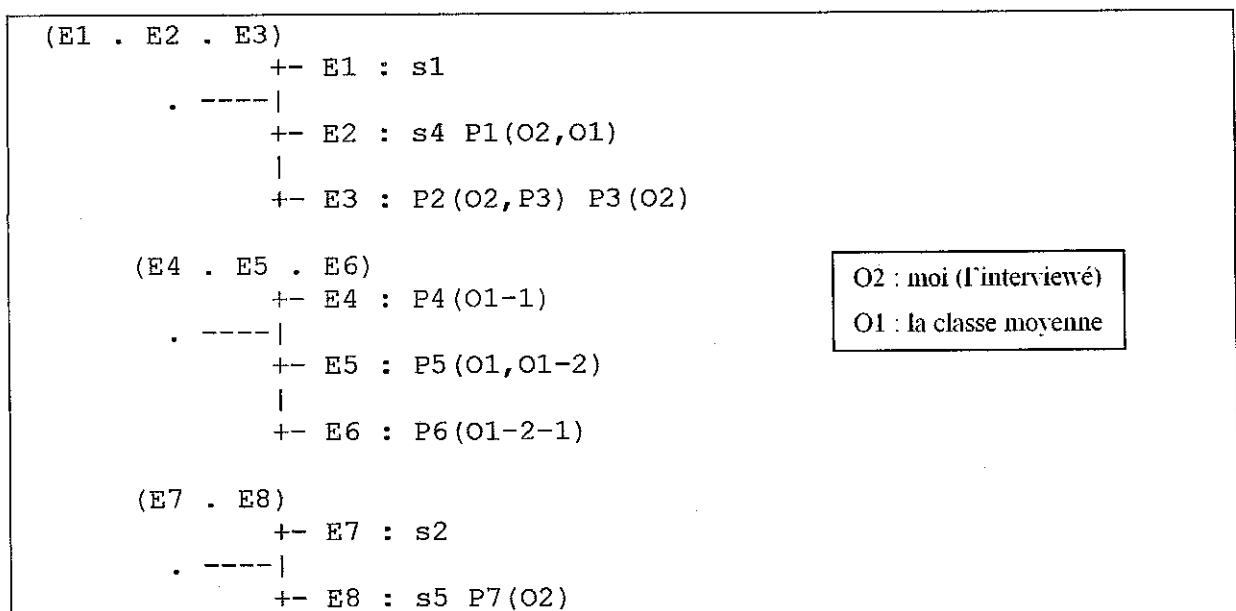 (E1 . E2 . E3)
+- E1 : s1
. ----|
+- E2 : s4 P1(O2,O1)
|
+- E3 : P2(O2,P3) P3(O2)
(E4 . E5 . E6)
+- E4 : P4(O1-1)
. ----|
+- E5 : P5(O1,O1-2)
|
+- E6 : P6(O1-2-1)
O2 : moi (l'interviewé)
O1 : la classe moyenne
(E7 . E8)
+- E7 : s2
. ----|
+- E8 : s5 P7(O2)